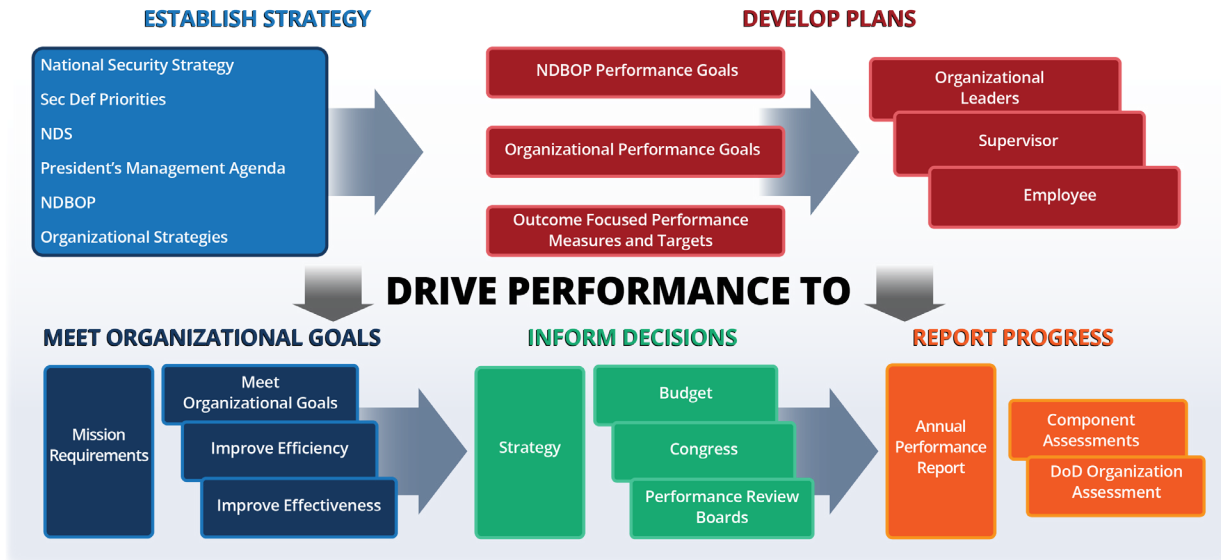 ESTABLISH STRATEGY
National Security Strategy
Sec Def Priorities
NDS
President’s Management Agenda
NDBOP
Organizational Strategies
DEVELOP PLANS
NDBOP Performance Goals
Organizational Performance Goals
Outcome Focused Performance
Measures and Targets
Organizational
Leaders
Supervisor
Employee
DRIVE PERFORMANCE TO
MEET ORGANIZATIONAL GOALS
Mission
Requirements
Meet
Organizational Goals
Improve Efficiency
Improve Effectiveness
INFORM DECISIONS
Strategy
Budget
Congress
Performance Review
Boards
REPORT PROGRESS
Annual
Performance
Report
Component
Assessments
DoD Organization
Assessment